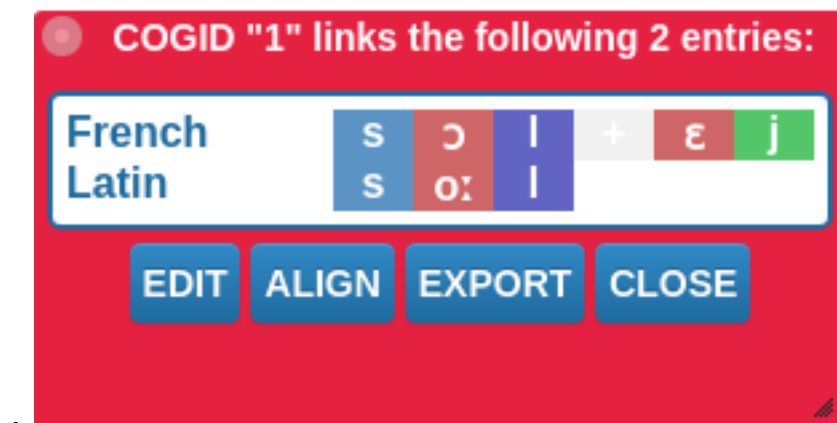 COGID "1" links the following 2 entries:
French s ɔ l + ɛ j
Latin s oː l
EDIT ALIGN EXPORT CLOSE